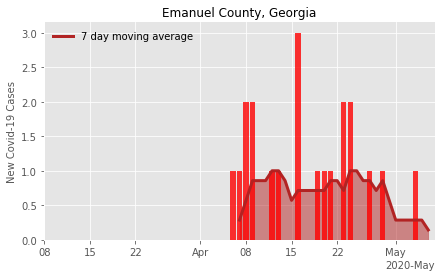 Emanuel County, Georgia
7 day moving average
New Covid-19 Cases
3.0
2.5
2.0
1.5
1.0
0.5
0.0
08 15 22 Apr 08 15 22 May
2020-May